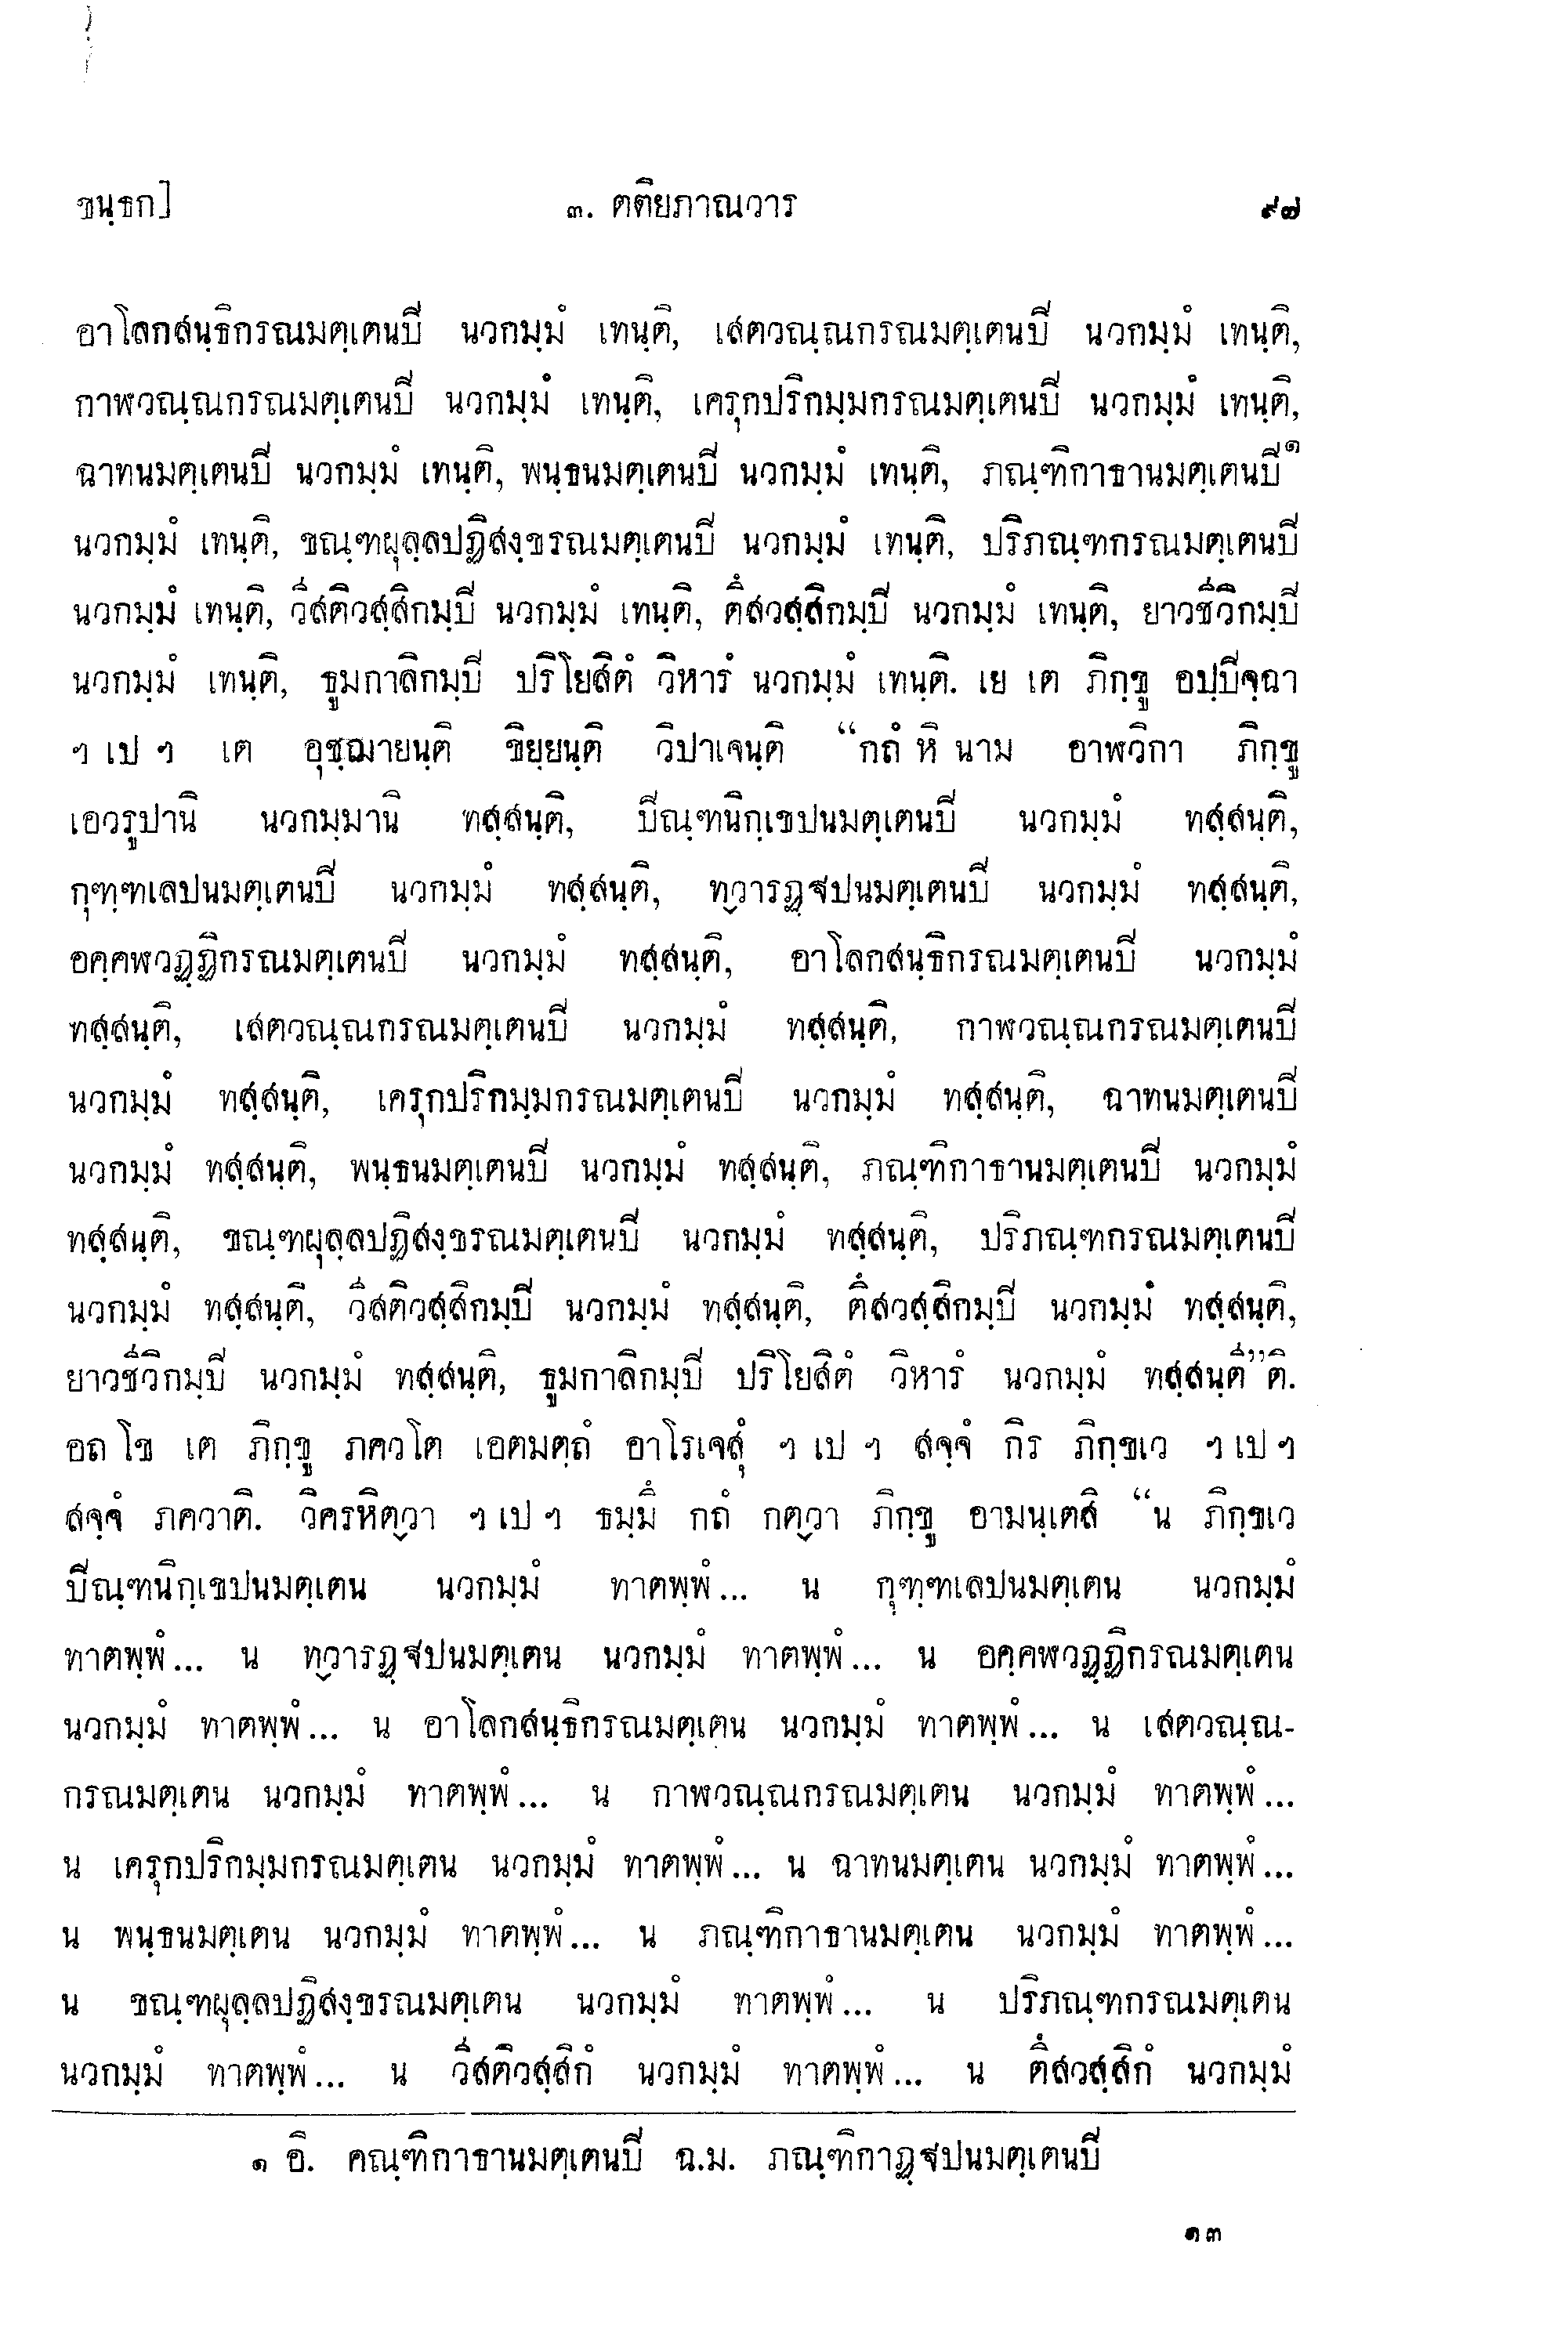 ขนฺธก] ๓. ตติยภาณวาร ๙๗
อาโลกสนฺธิกรณมตฺเตนปิ นวกมฺมํ เทนฺติ, เสตวณฺณกรณมตฺเตนปิ นวกมฺมํ เทนฺติ,
กาฬวณฺณกรณมตฺเตนปิ นวกมฺมํ เทนฺติ, เครุกปริกมฺมกรณมตฺเตนปิ นวกมฺมํ เทนฺติ,
ฉาทนมตฺเตนปิ นวกมฺมํ เทนฺติ, พนฺธนมตฺเตนปิ นวกมฺมํ เทนฺติ, ภณฺฑิกาธานมตฺเตนปิ๑
นวกมฺมํ เทนฺติ, ขณฺฑผุลฺลปฏิสงฺขรณมตฺเตนปิ นวกมฺมํ เทนฺติ, ปริภณฺฑกรณมตฺเตนปิ
นวกมฺมํ เทนฺติ, วีสติวสฺสิกมฺปิ นวกมฺมํ เทนฺติ, ตึสวสฺสิกมฺปิ นวกมฺมํ เทนฺติ, ยาวชีวิกมฺปิ
นวกมฺมํ เทนฺติ, ธูมกาลิกมฺปิ ปริโยสิตํ วิหารํ นวกมฺมํ เทนฺติ. เย เต ภิกฺขู อปฺปิจฺฉา
ฯ เป ฯ เต อุชฺฌายนฺติ ขิยฺยนฺติ วิปาเจนฺติ “กถํ หิ นาม อาฬวิกา ภิกฺขู
เอวรูปานิ นวกมฺมานิ ทสฺสนฺติ, ปิณฺฑนิกฺเขปนมตฺเตนปิ นวกมฺมํ ทสฺสนฺติ,
กุฑฺฑเลปนมตฺเตนปิ นวกมฺมํ ทสฺสนฺติ, ทฺวารฏฺฐปนมตฺเตนปิ นวกมฺมํ ทสฺสนฺติ,
อคฺคฬวฏฺฏิกรณมตฺเตนปิ นวกมฺมํ ทสฺสนฺติ, อาโลกสนฺธิกรณมตฺเตนปิ นวกมฺมํ
ทสฺสนฺติ, เสตวณฺณกรณมตฺเตนปิ นวกมฺมํ ทสฺสนฺติ, กาฬวณฺณกรณมตฺเตนปิ
นวกมฺมํ ทสฺสนฺติ, เครุกปริกมฺมกรณมตฺเตนปิ นวกมฺมํ ทสฺสนฺติ, ฉาทนมตฺเตนปิ
นวกมฺมํ ทสฺสนฺติ, พนฺธนมตฺเตนปิ นวกมฺมํ ทสฺสนฺติ, ภณฺฑิกาธานมตฺเตนปิ นวกมฺมํ
ทสฺสนฺติ, ขณฺฑผุลฺลปฏิสงฺขรณมตฺเตนปิ นวกมฺมํ ทสฺสนฺติ, ปริภณฺฑกรณมตฺเตนปิ
นวกมฺมํ ทสฺสนฺติ, วีสติวสฺสิกมฺปิ นวกมฺมํ ทสฺสนฺติ, ตึสวสฺสิกมฺปิ นวกมฺมํ ทสฺสนฺติ,
ยาวชีวิกมฺปิ นวกมฺมํ ทสฺสนฺติ, ธูมกาลิกมฺปิ ปริโยสิตํ วิหารํ นวกมฺมํ ทสฺสนฺตี”ติ.
อถ โข เต ภิกฺขู ภควโต เอตมตฺถํ อาโรเจสุํ ฯ เป ฯ สจฺจํ กิร ภิกฺขเว ฯ เป ฯ
สจฺจํ ภควาติ. วิครหิตฺวา ฯ เป ฯ ธมฺมึ กถํ กตฺวา ภิกฺขู อามนฺเตสิ “น ภิกฺขเว
ปิณฺฑนิกฺเขปนมตฺเตน นวกมฺมํ ทาตพฺพํ... น กุฑฺฑเลปนมตฺเตน นวกมฺมํ
ทาตพฺพํ... น ทฺวารฏฺฐปนมตฺเตน นวกมฺมํ ทาตพฺพํ... น อคฺคฬวฏฺฏิกรณมตฺเตน
นวกมฺมํ ทาตพฺพํ... น อาโลกสนฺธิกรณมตฺเตน นวกมฺมํ ทาตพฺพํ... น เสตวณฺณ-
กรณมตฺเตน นวกมฺมํ ทาตพฺพํ... น กาฬวณฺณกรณมตฺเตน นวกมฺมํ ทาตพฺพํ...
น เครุกปริกมฺมกรณมตฺเตน นวกมฺมํ ทาตพฺพํ... น ฉาทนมตฺเตน นวกมฺมํ ทาตพฺพํ...
น พนฺธนมตฺเตน นวกมฺมํ ทาตพฺพํ... น ภณฺฑิกาธานมตฺเตน นวกมฺมํ ทาตพฺพํ...
น ขณฺฑผุลฺลปฏิสงฺขรณมตฺเตน นวกมฺมํ ทาตพฺพํ... น ปริภณฺฑกรณมตฺเตน
นวกมฺมํ ทาตพฺพํ... น วีสติวสฺสิกํ นวกมฺมํ ทาตพฺพํ... น ตึสวสฺสิกํ นวกมฺมํ
๑ อิ. คณฺฑิกาธานมตฺเตนปิ ฉ.ม. ภณฺฑิกาฏฺฐปนมตฺเตนปิ
๑๓